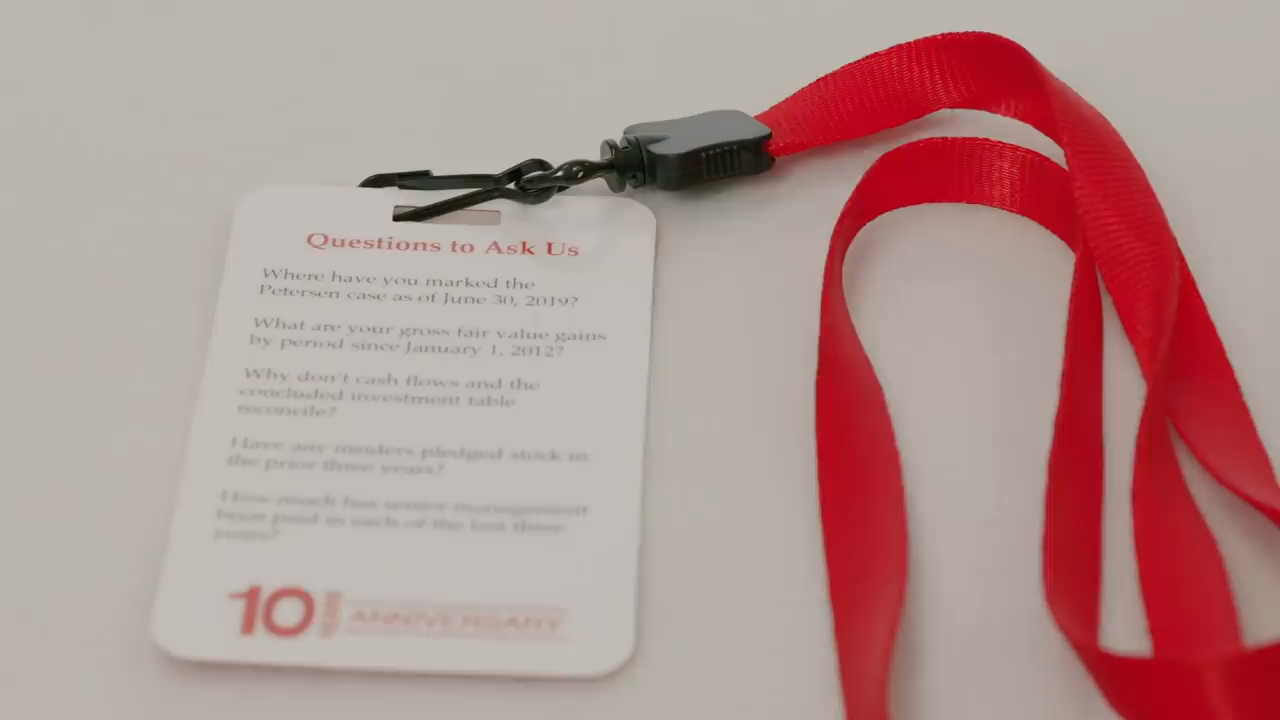 Questions to Ask Us
Where have you marked the
Petersen case as of June 30, 2019?
What are your gross fair value gains
by period since January 1, 2012?
Why don't cash flows and the
concluded investment table
reconcile?
Have any insiders pledged stock in
the prior three years?
How much has senior management
been paid in each of the last three
years?
10 YEARS ANNIVERSARY